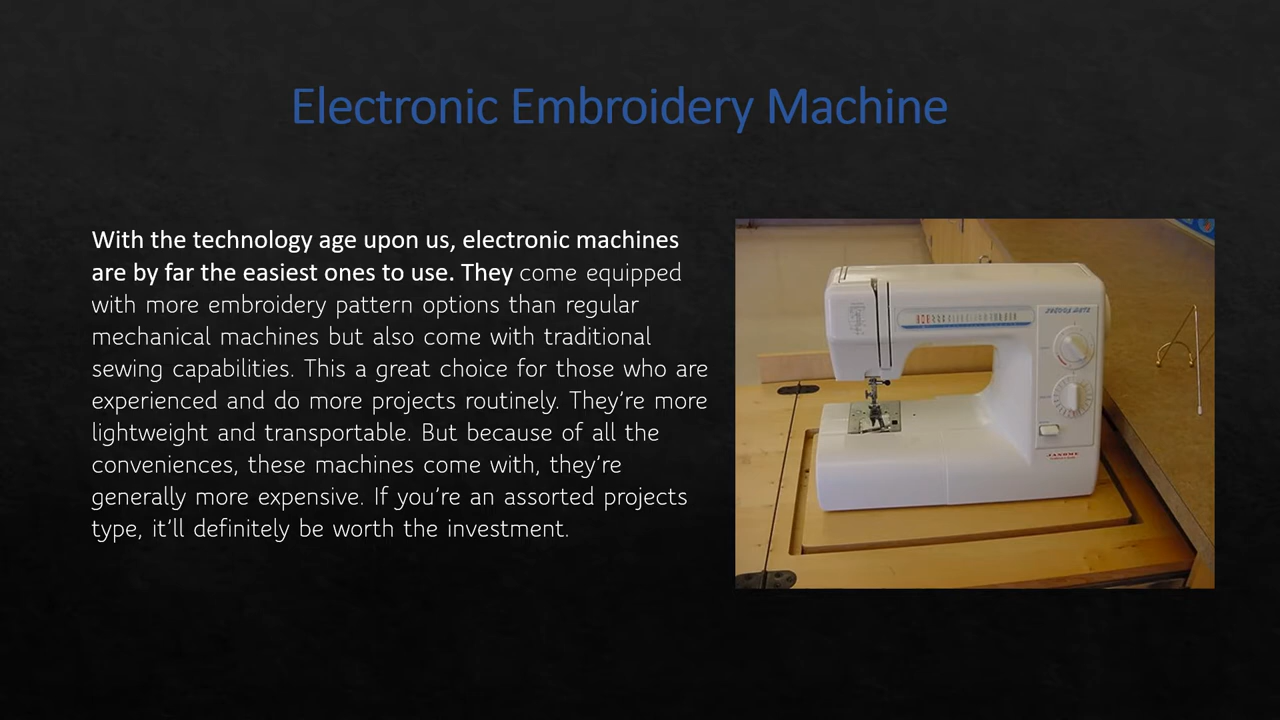 Electronic Embroidery Machine
With the technology age upon us, electronic machines
are by far the easiest ones to use. They come equipped
with more embroidery pattern options than regular
mechanical machines but also come with traditional
sewing capabilities. This a great choice for those who are
experienced and do more projects routinely. They’re more
lightweight and transportable. But because of all the
conveniences, these machines come with, they’re
generally more expensive. If you’re an assorted projects
type, it’ll definitely be worth the investment.
JANOME